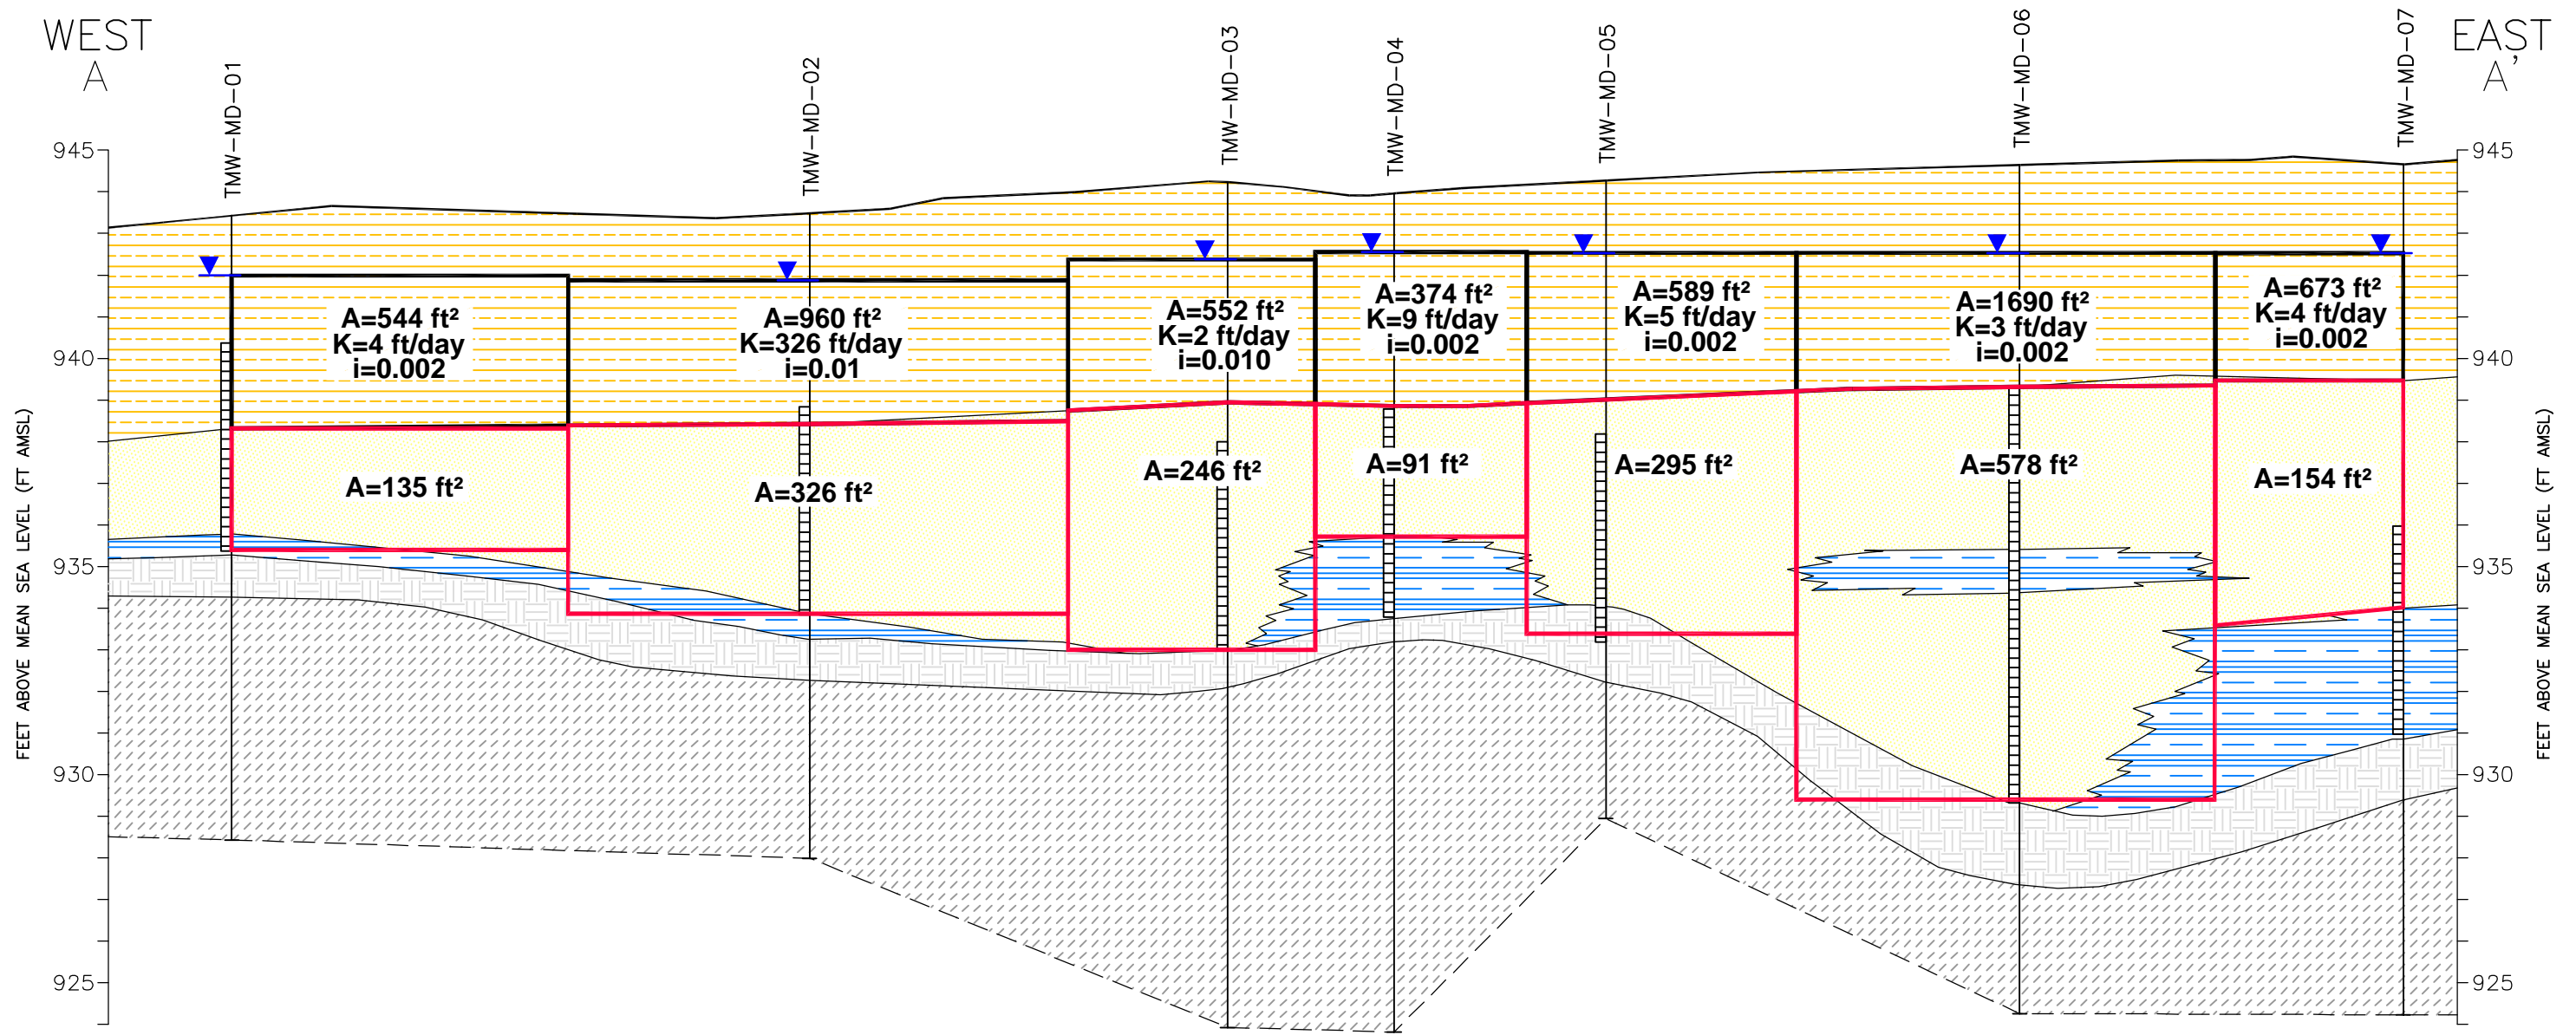 WEST
A
EAST
A'
TMW-MD-01
TMW-MD-02
TMW-MD-03
TMW-MD-04
TMW-MD-05
TMW-MD-06
TMW-MD-07
945
940
935
930
925
FEET ABOVE MEAN SEA LEVEL (FT AMSL)
A=544 ft²
K=4 ft/day
i=0.002
A=960 ft²
K=326 ft/day
i=0.01
A=552 ft²
K=2 ft/day
i=0.010
A=374 ft²
K=9 ft/day
i=0.002
A=589 ft²
K=5 ft/day
i=0.002
A=1690 ft²
K=3 ft/day
i=0.002
A=673 ft²
K=4 ft/day
i=0.002
A=135 ft²
A=326 ft²
A=246 ft²
A=91 ft²
A=295 ft²
A=578 ft²
A=154 ft²
945
940
935
930
925
FEET ABOVE MEAN SEA LEVEL (FT AMSL)